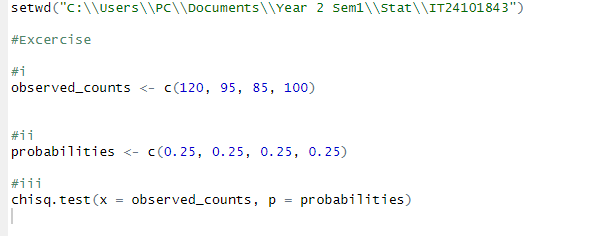 setwd("C:\\Users\\PC\\Documents\\Year 2 Sem1\\Stat\\IT24101843")
#Excercise
#i
observed_counts <- c(120, 95, 85, 100)
#ii
probabilities <- c(0.25, 0.25, 0.25, 0.25)
#iii
chisq.test(x = observed_counts, p = probabilities)